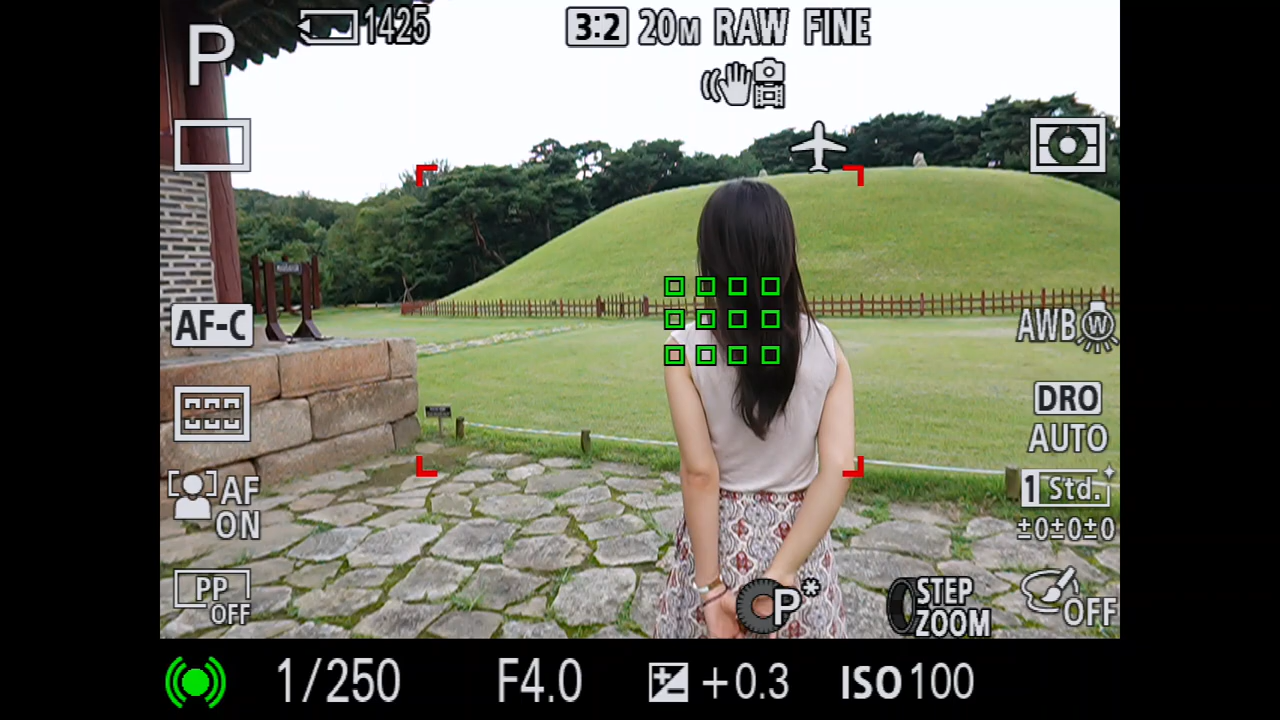 P
1425
3:2 20M RAW FINE
AF-C
AWB W
DRO
AUTO
AF
ON
1 Std.
±0±0±0
PP
OFF
P*
STEP
ZOOM
OFF
1/250 F4.0 +0.3 ISO 100